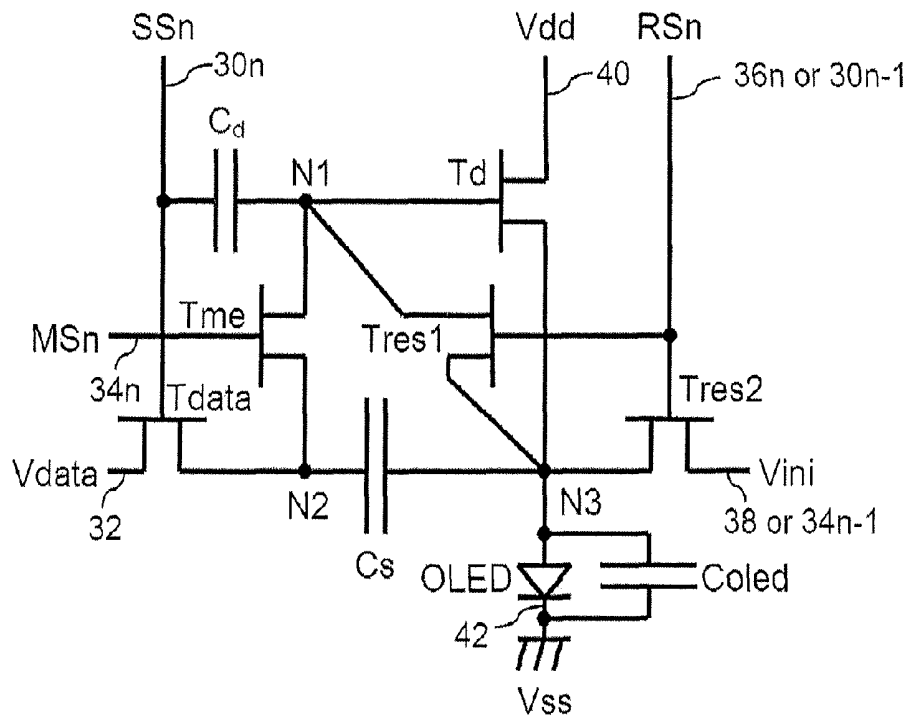 SSn
Vdd
RSn
30n
40
36n or 30n-1
Cd
N1
Td
Tme
MSn
Tres1
34n
Tdata
Tres2
Vdata
Vini
32
N2
N3
38 or 34n-1
Cs
OLED
Coled
42
Vss